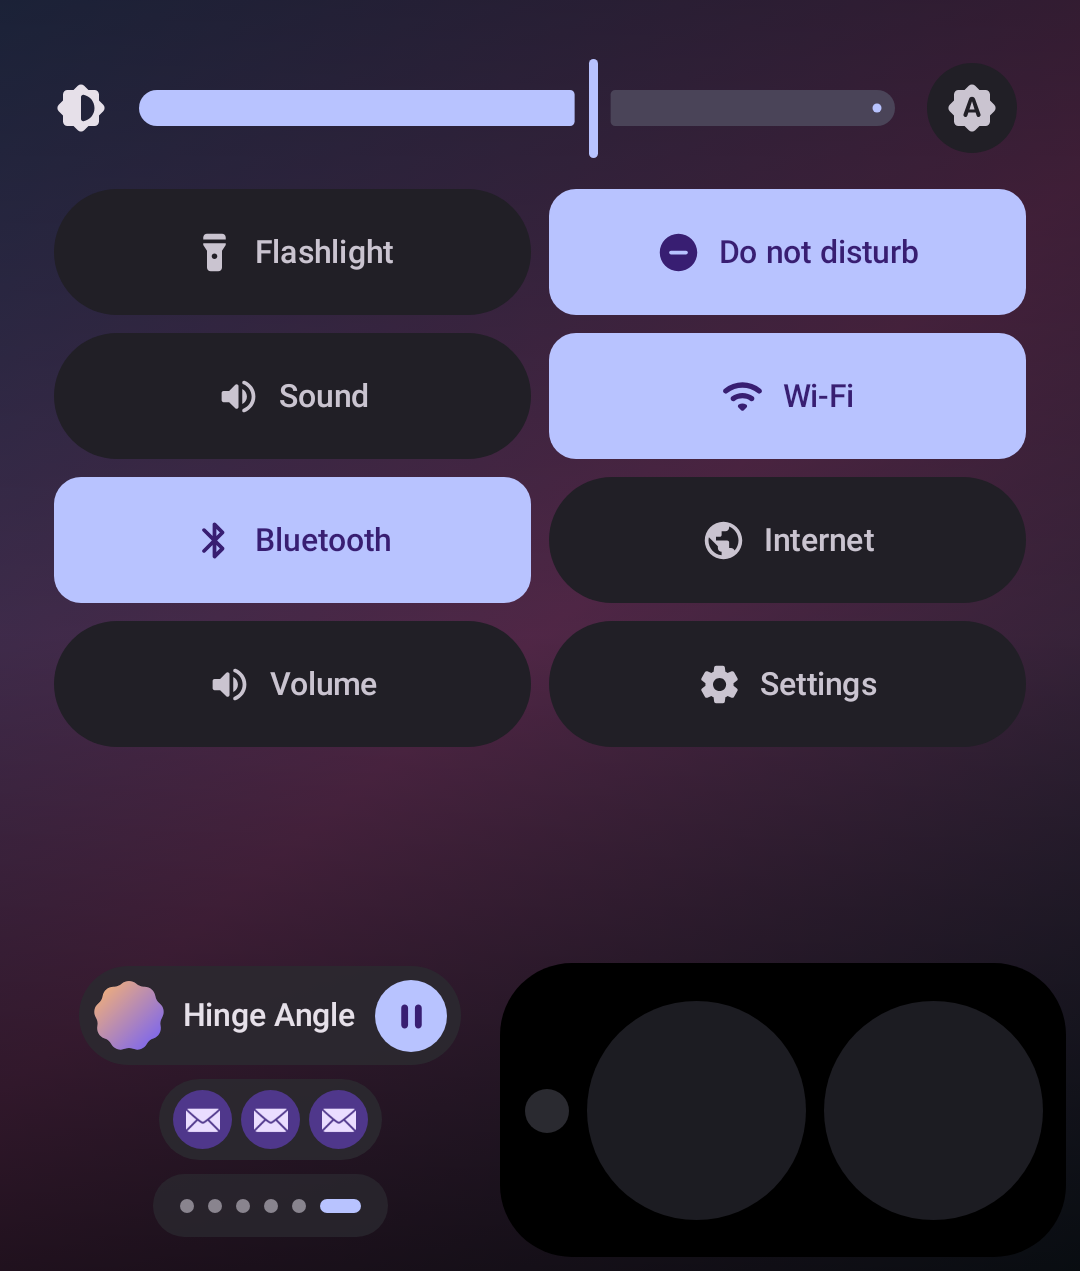 A
Flashlight
Do not disturb
Sound
Wi-Fi
Bluetooth
Internet
Volume
Settings
Hinge Angle